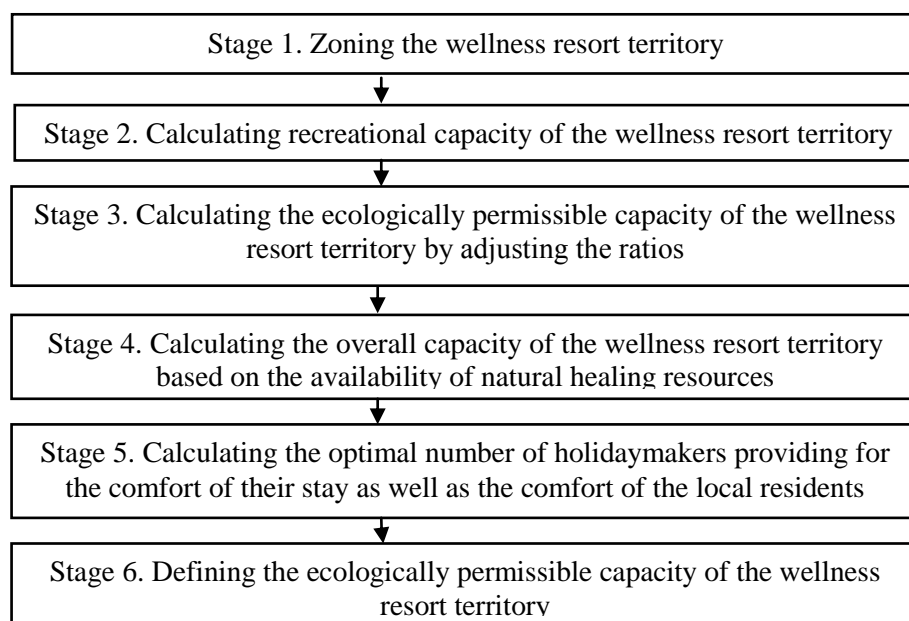 Stage 1. Zoning the wellness resort territory
Stage 2. Calculating recreational capacity of the wellness resort territory
Stage 3. Calculating the ecologically permissible capacity of the wellness
resort territory by adjusting the ratios
Stage 4. Calculating the overall capacity of the wellness resort territory
based on the availability of natural healing resources
Stage 5. Calculating the optimal number of holidaymakers providing for
the comfort of their stay as well as the comfort of the local residents
Stage 6. Defining the ecologically permissible capacity of the wellness
resort territory